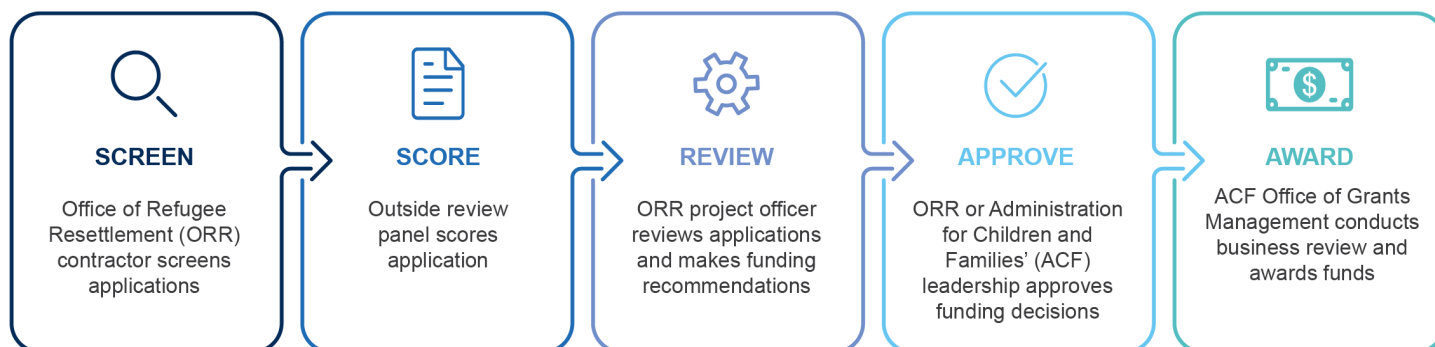 SCREEN
Office of Refugee
Resettlement (ORR)
contractor screens
applications
SCORE
Outside review
panel scores
application
REVIEW
ORR project officer
reviews applications
and makes funding
recommendations
APPROVE
ORR or Administration
for Children and
Families’ (ACF)
leadership approves
funding decisions
$
AWARD
ACF Office of Grants
Management conducts
business review and
awards funds